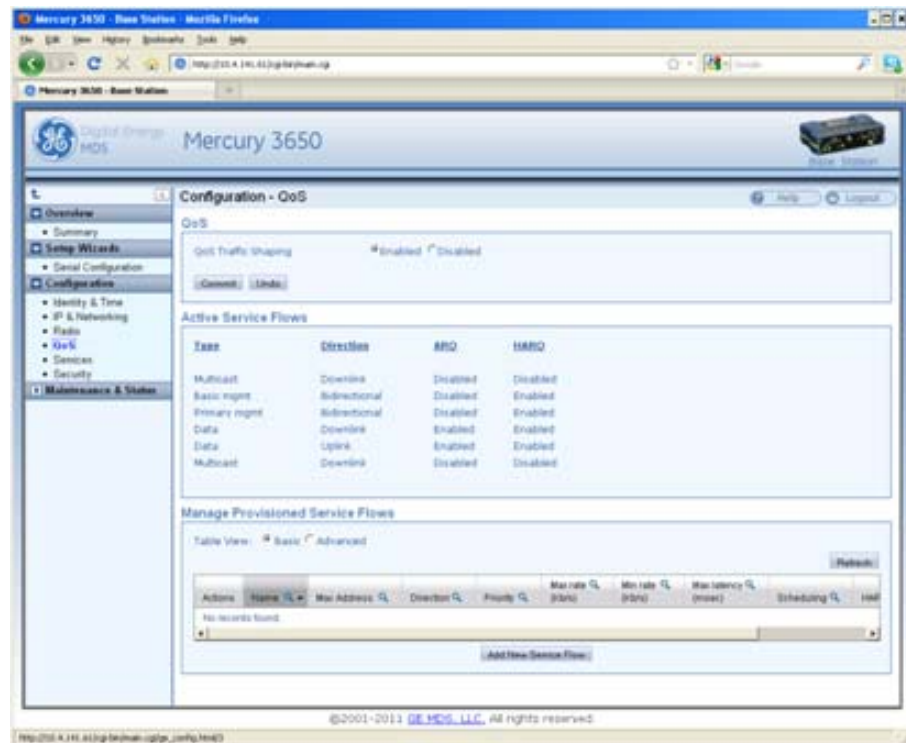 Mercury 3650 - Base Station - Mozilla Firefox
File Edit View History Bookmarks Tools Help
Google
Mercury 3650 - Base Station
Digital Energy
MDS
Mercury 3650
Base Station
Configuration - QoS
Help
Logout
Overview
Summary
Setup Wizards
Serial Configuration
Configuration
Identity & Time
IP & Networking
Radio
QoS
Services
Security
Maintenance & Status
QoS
QoS Traffic Shaping Enabled Disabled
Commit Undo
Active Service Flows
Type Direction ARQ HARQ
Multicast Downlink Disabled Disabled
Basic mgmt Bidirectional Disabled Enabled
Primary mgmt Bidirectional Disabled Enabled
Data Downlink Enabled Enabled
Data Uplink Enabled Enabled
Multicast Downlink Disabled Disabled
Manage Provisioned Service Flows
Table View: Basic Advanced
Refresh
Actions Name Mac Address Direction Priority Max rate (kb/s) Min rate (kb/s) Max latency (msec) Scheduling HAR
No records found.
Add New Service Flow
©2001-2011 GE MDS, LLC. All rights reserved.